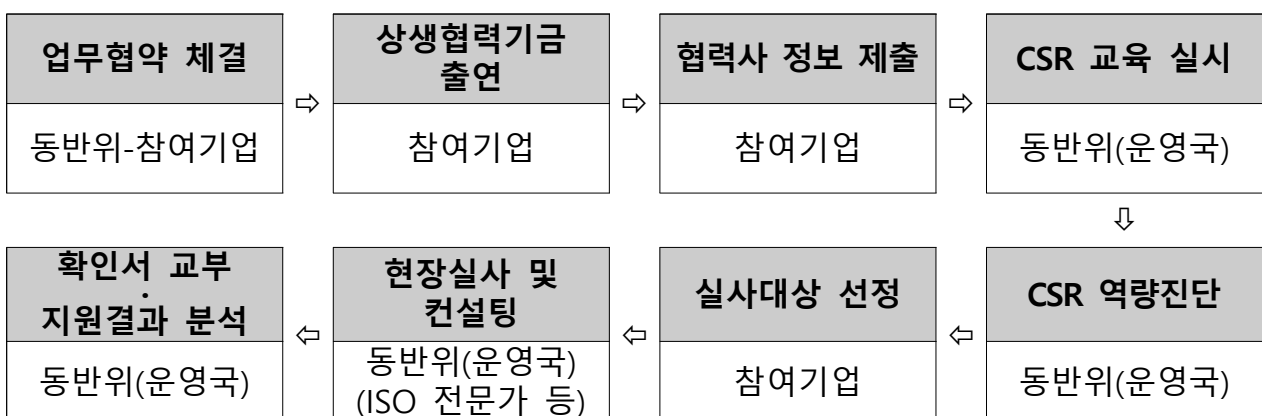 업무협약 체결
동반위-참여기업
⇨
상생협력기금
출연
참여기업
⇨
협력사 정보 제출
참여기업
⇨
CSR 교육 실시
동반위(운영국)
⇩
CSR 역량진단
동반위(운영국)
⇦
실사대상 선정
참여기업
⇦
현장실사 및
컨설팅
동반위(운영국)
(ISO 전문가 등)
⇦
확인서 교부
·
지원결과 분석
동반위(운영국)